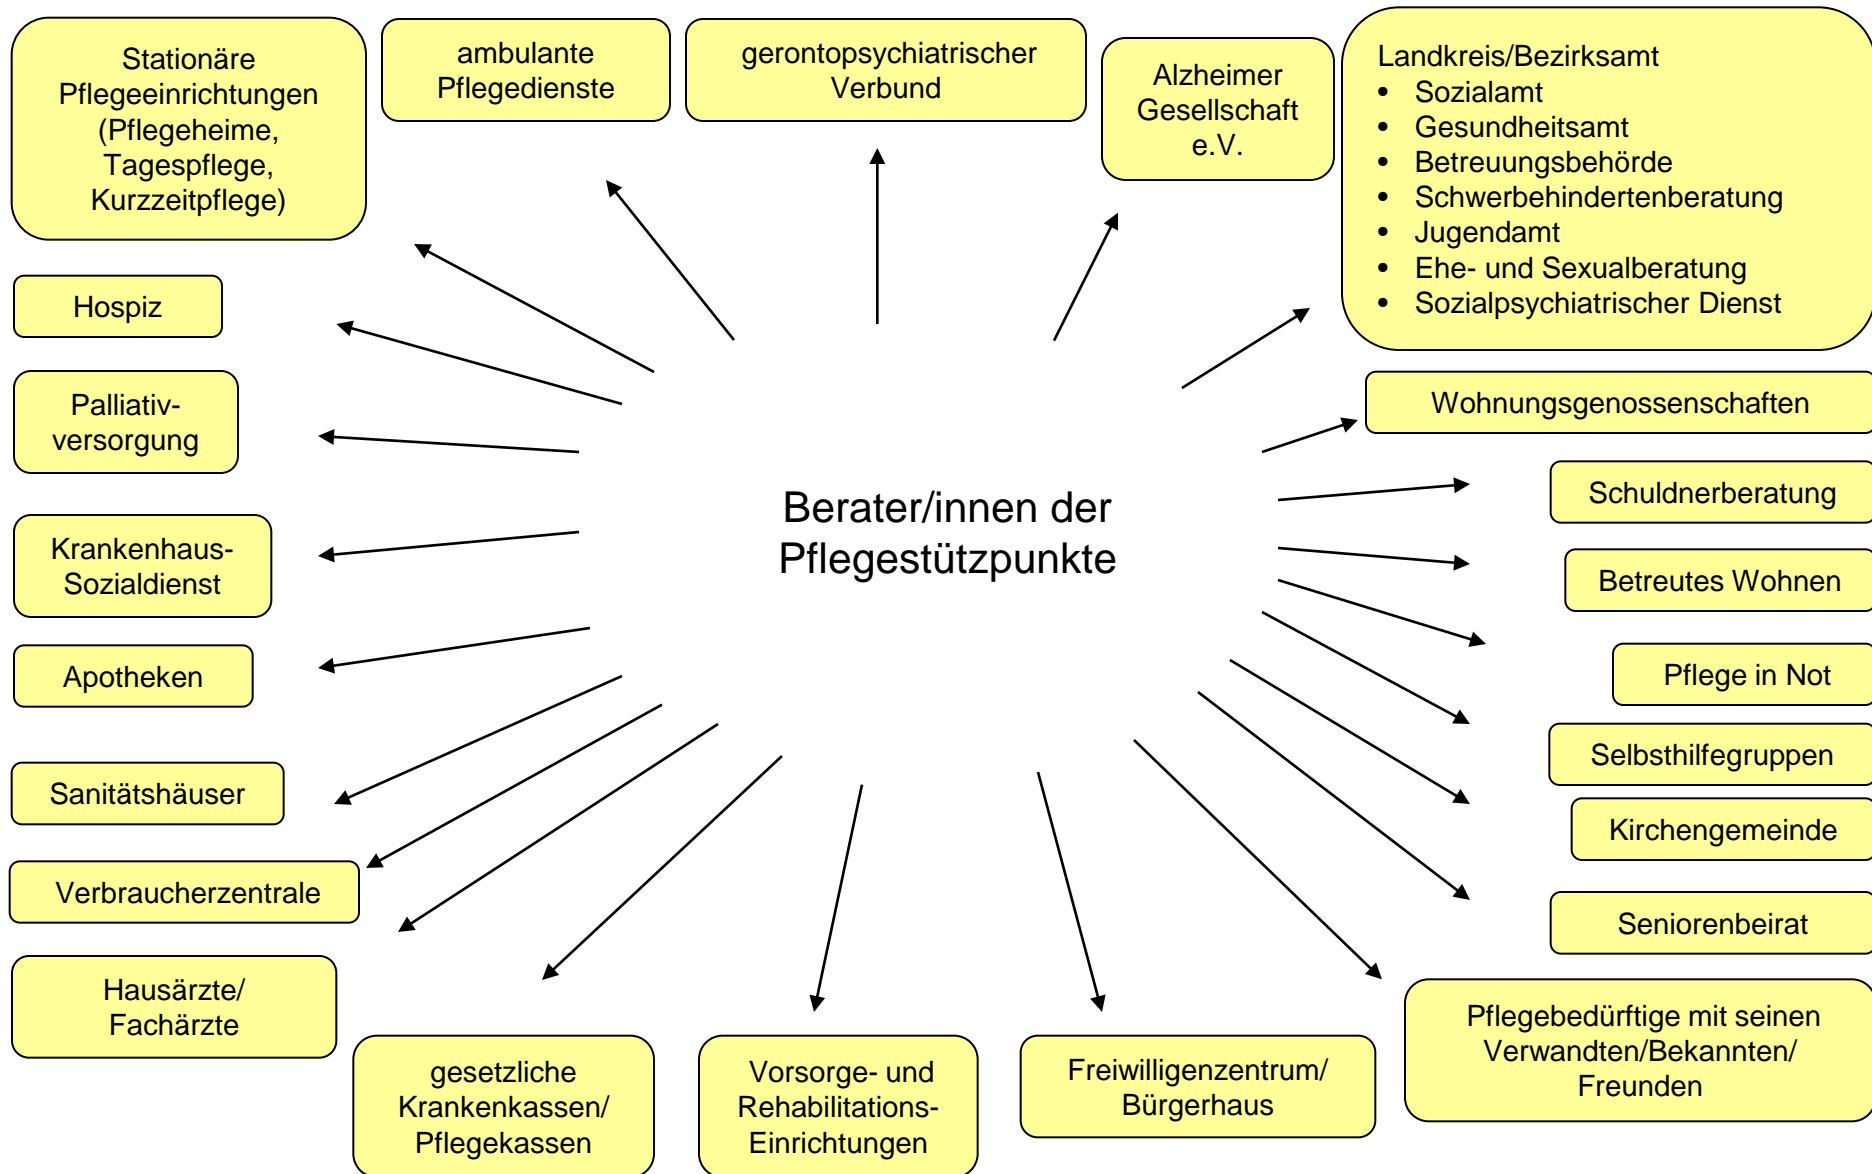 Stationäre
Pflegeeinrichtungen
(Pflegeheime,
Tagespflege,
Kurzzeitpflege)
ambulante
Pflegedienste
gerontopsychiatrischer
Verbund
Alzheimer
Gesellschaft
e.V.
Landkreis/Bezirksamt
• Sozialamt
• Gesundheitsamt
• Betreuungsbehörde
• Schwerbehindertenberatung
• Jugendamt
• Ehe- und Sexualberatung
• Sozialpsychiatrischer Dienst
Hospiz
Palliativ-
versorgung
Krankenhaus-
Sozialdienst
Apotheken
Sanitätshäuser
Verbraucherzentrale
Hausärzte/
Fachärzte
Berater/innen der
Pflegestützpunkte
Wohnungsgenossenschaften
Schuldnerberatung
Betreutes Wohnen
Pflege in Not
Selbsthilfegruppen
Kirchengemeinde
Seniorenbeirat
gesetzliche
Krankenkassen/
Pflegekassen
Vorsorge- und
Rehabilitations-
Einrichtungen
Freiwilligenzentrum/
Bürgerhaus
Pflegebedürftige mit seinen
Verwandten/Bekannten/
Freunden